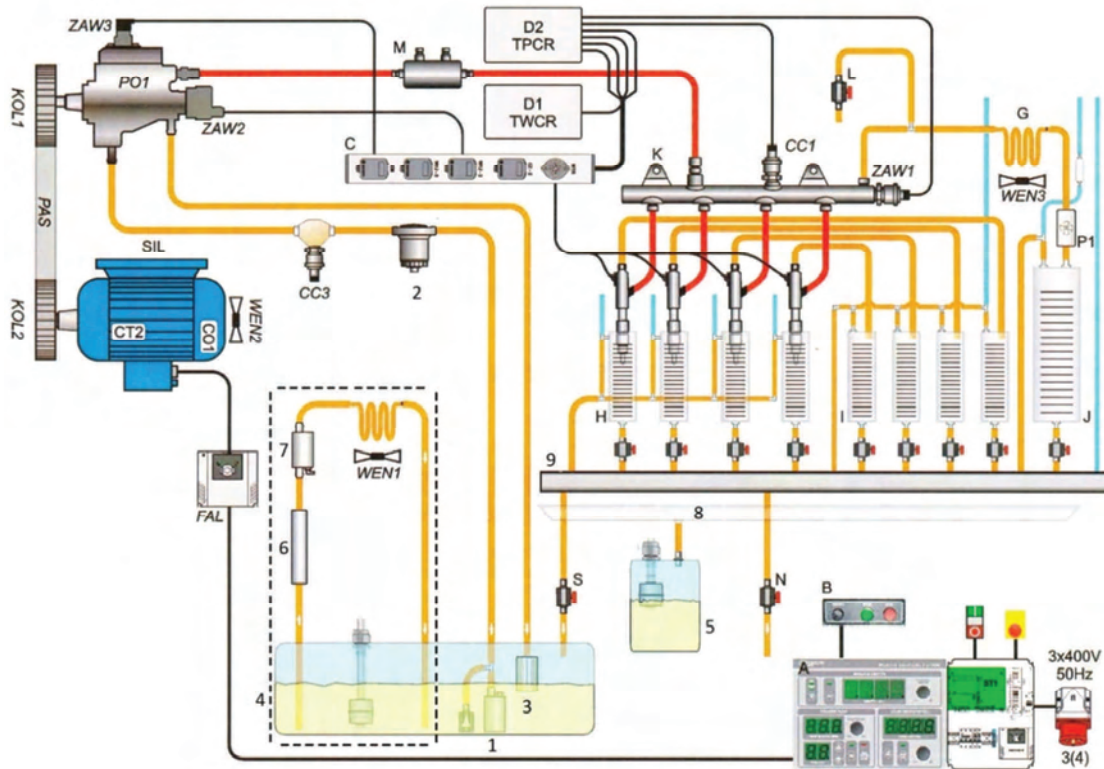 ZAW3
KOL1
PO1
ZAW2
M
D2
TPCR
D1
TWCR
C
K
CC1
ZAW1
L
G
WEN3
P1
PAS
SIL
CC3
2
KOL2
CT2
CO1
WEN2
H
I
J
7
WEN1
9
8
FAL
6
S
N
5
B
4
3
1
A
ST1
3x400V
50Hz
3(4)